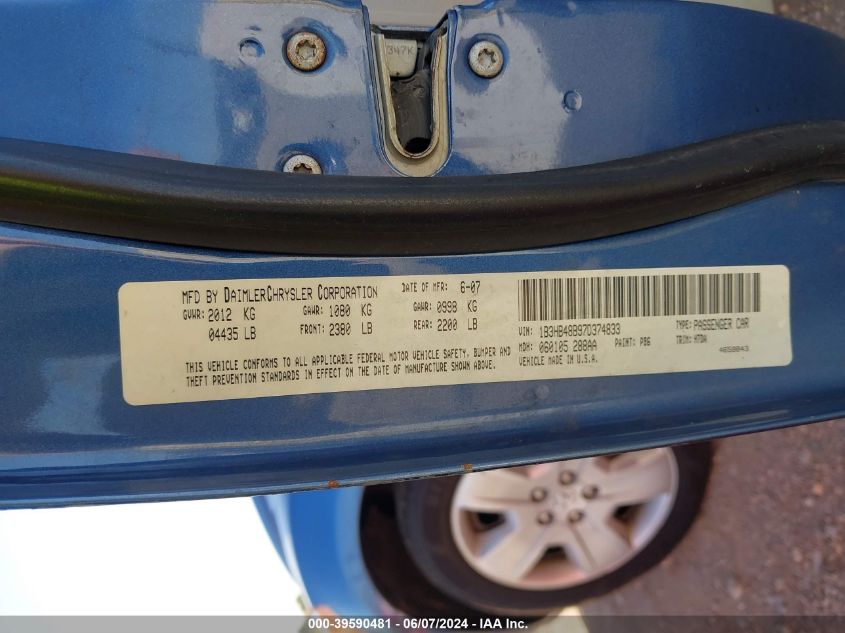 347K
MFD BY DAIMLERCHRYSLER CORPORATION DATE OF MFR: 6-07
GVWR: 2012 KG GAWR: 1080 KG GAWR: 0998 KG
04435 LB FRONT: 2380 LB REAR: 2200 LB
THIS VEHICLE CONFORMS TO ALL APPLICABLE FEDERAL MOTOR VEHICLE SAFETY, BUMPER AND
THEFT PREVENTION STANDARDS IN EFFECT ON THE DATE OF MANUFACTURE SHOWN ABOVE.
VIN: 1B3HB48B97D374833 TYPE: PASSENGER CAR
MDH: 060105 288AA PAINT: PB6 TRIM: H7DA
VEHICLE MADE IN U.S.A.
000-39590481 - 06/07/2024 - IAA Inc.